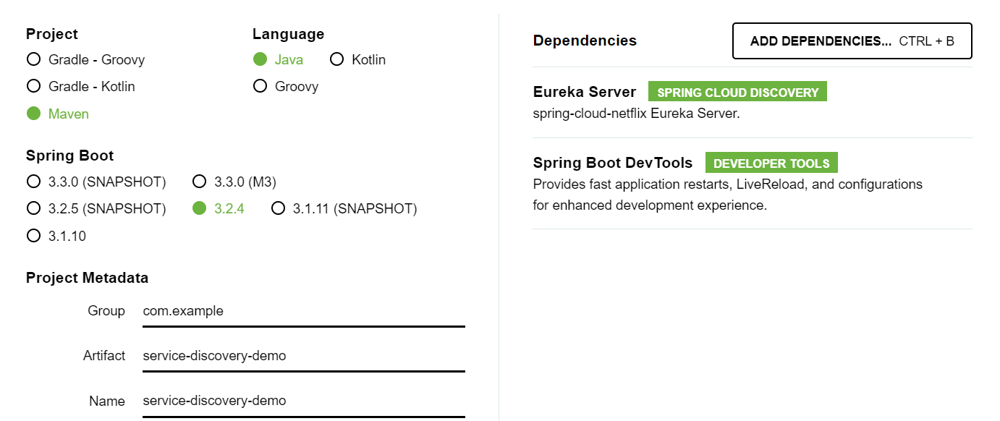 Project
Gradle - Groovy
Gradle - Kotlin
Maven
Language
Java Kotlin
Groovy
Spring Boot
3.3.0 (SNAPSHOT) 3.3.0 (M3)
3.2.5 (SNAPSHOT) 3.2.4 3.1.11 (SNAPSHOT)
3.1.10
Project Metadata
Group com.example
Artifact service-discovery-demo
Name service-discovery-demo
Dependencies ADD DEPENDENCIES... CTRL + B
Eureka Server SPRING CLOUD DISCOVERY
spring-cloud-netflix Eureka Server.
Spring Boot DevTools DEVELOPER TOOLS
Provides fast application restarts, LiveReload, and configurations
for enhanced development experience.